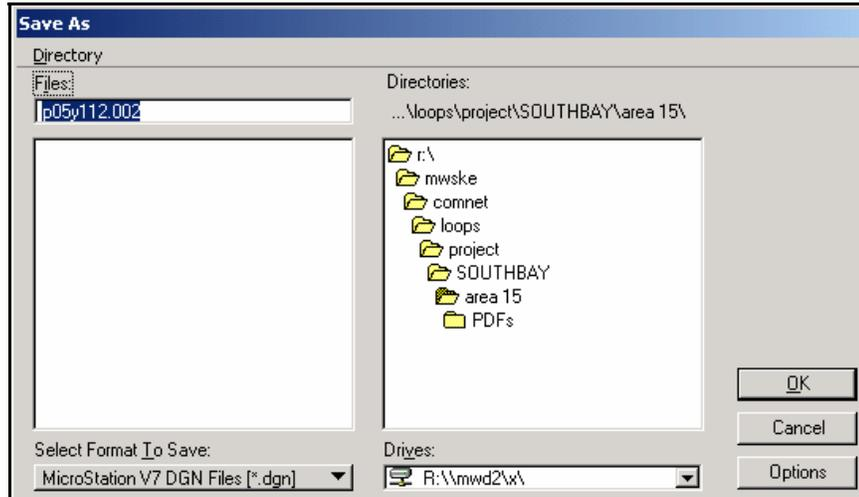 Save As
Directory
Files:
p05y112.002
Directories:
...\loops\project\SOUTHBAY\area 15\
r:\
mwske
comnet
loops
project
SOUTHBAY
area 15
PDFs
OK
Cancel
Select Format To Save:
MicroStation V7 DGN Files [*.dgn]
Drives:
R:\\mwd2\x\
Options